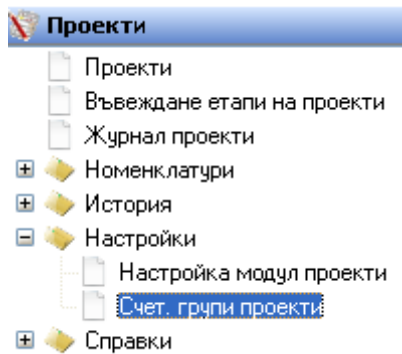 Проекти
Проекти
Въвеждане етапи на проекти
Журнал проекти
Номенклатури
История
Настройки
Настройка модул проекти
Счет. групи проекти
Справки